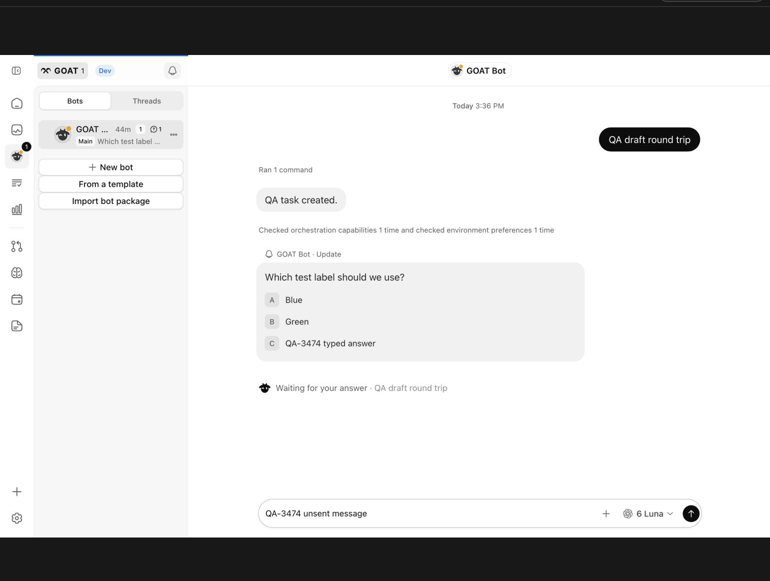 GOAT 1
Dev
Bots
Threads
1
GOAT ... 44m 1 1
Main Which test label ...
New bot
From a template
Import bot package
GOAT Bot
Today 3:36 PM
QA draft round trip
Ran 1 command
QA task created.
Checked orchestration capabilities 1 time and checked environment preferences 1 time
GOAT Bot · Update
Which test label should we use?
A Blue
B Green
C QA-3474 typed answer
Waiting for your answer · QA draft round trip
QA-3474 unsent message
6 Luna